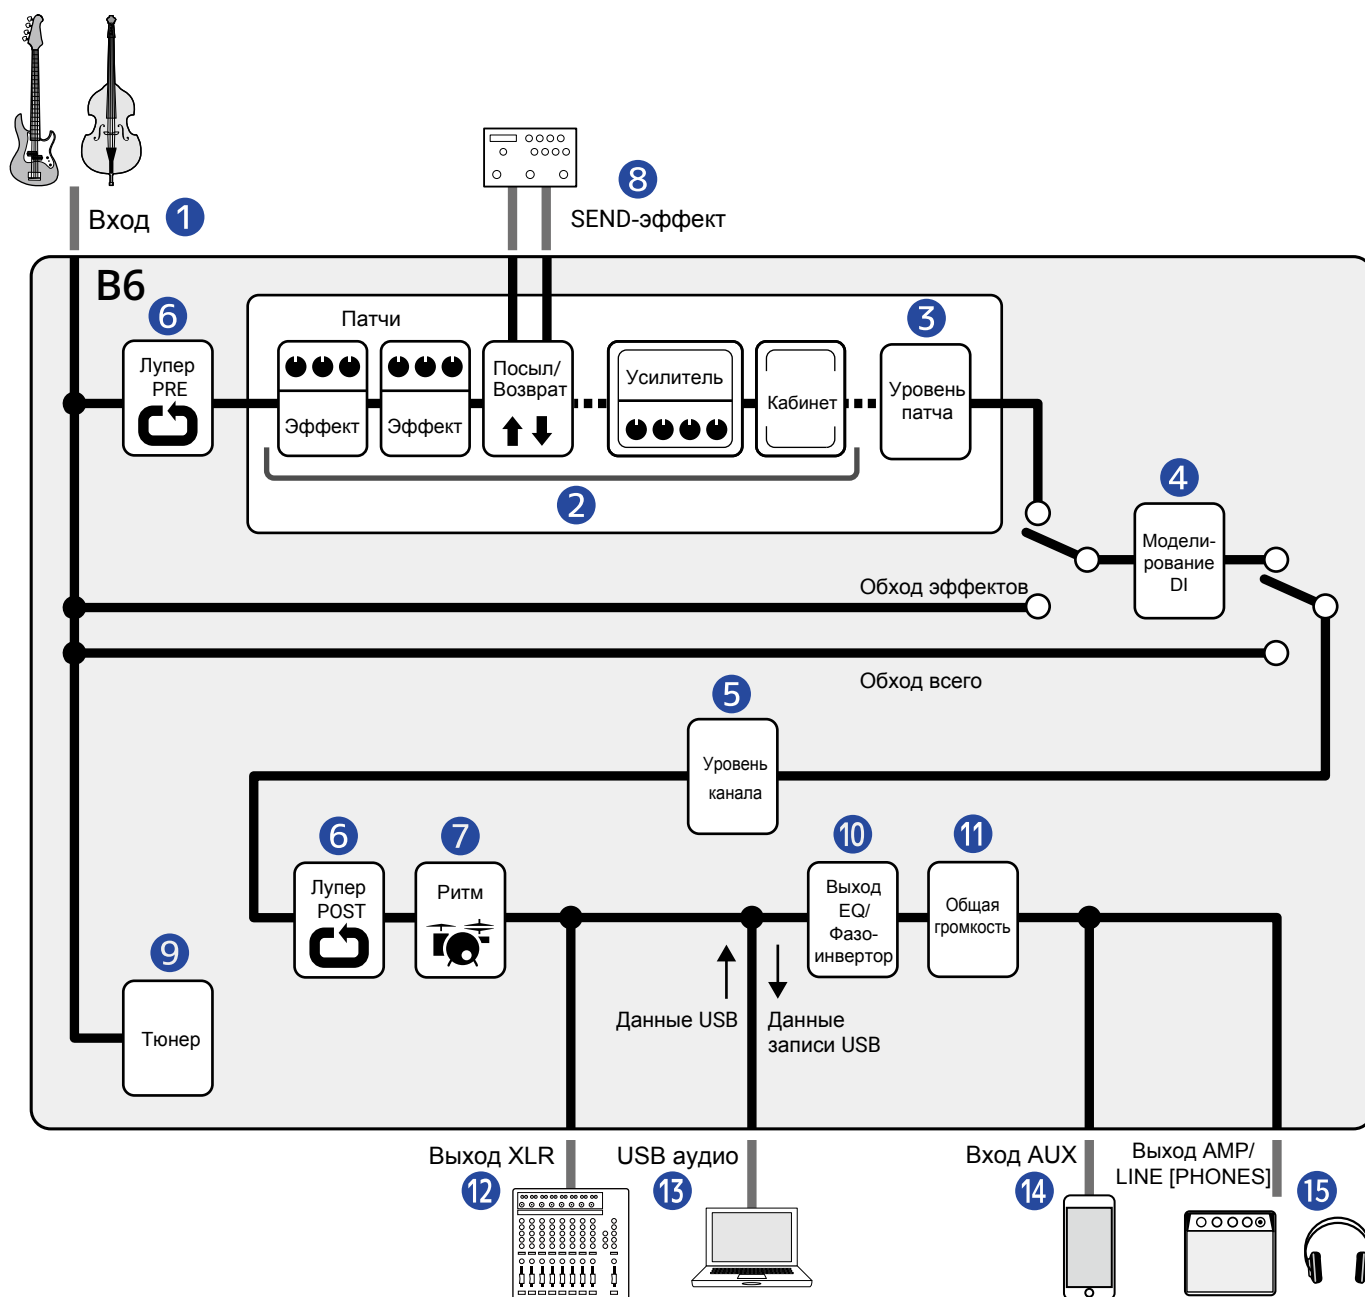 Вход 1
8
SEND-эффект
B6
6
Патчи
3
Лупер
PRE
Эффект
Эффект
Посыл/
Возврат
Усилитель
Кабинет
Уровень
патча
2
4
Модели-
рование
DI
Обход эффектов
Обход всего
5
Уровень
канала
6
7
10
11
Лупер
POST
Ритм
Выход
EQ/
Фазо-
инвертор
Общая
громкость
9
Тюнер
Данные USB
Данные
записи USB
Выход XLR
12
USB аудио
13
Вход AUX
14
Выход AMP/
LINE [PHONES]
15